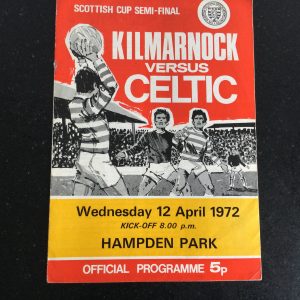 SCOTTISH CUP SEMI-FINAL
KILMARNOCK
VERSUS
CELTIC
Wednesday 12 April 1972
KICK-OFF 8.00 p.m.
HAMPDEN PARK
OFFICIAL PROGRAMME 5p